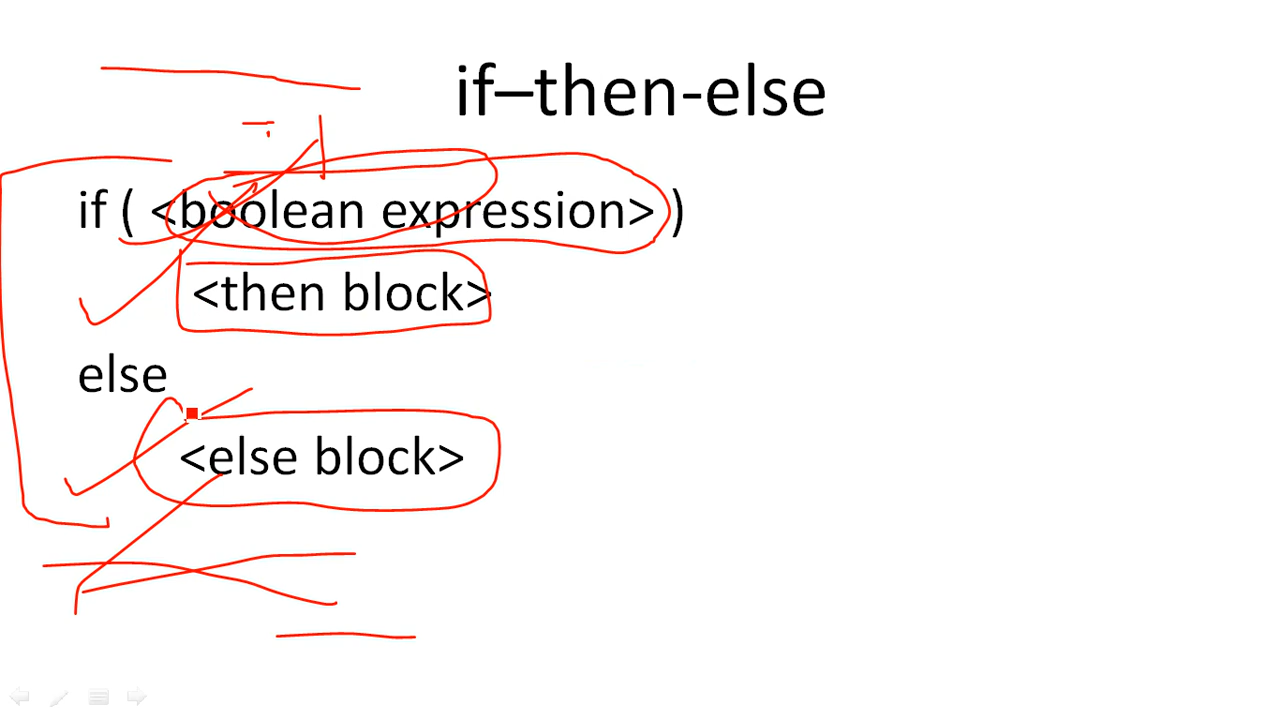 if–then-else
if ( <boolean expression> )
<then block>
else
<else block>